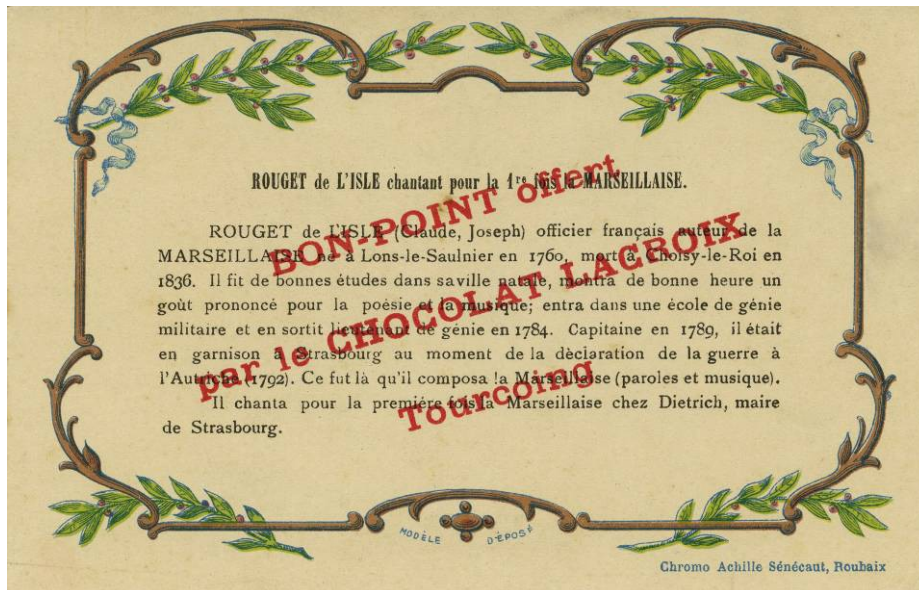 ROUGET de L'ISLE chantant pour la 1re fois la MARSEILLAISE.
ROUGET de L'ISLE (Claude, Joseph) officier français auteur de la
MARSEILLAISE né à Lons-le-Saulnier en 1760, mort à Choisy-le-Roi en
1836. Il fit de bonnes études dans saville natale, montra de bonne heure un
goût prononcé pour la poésie et la musique; entra dans une école de génie
militaire et en sortit lieutenant de génie en 1784. Capitaine en 1789, il était
en garnison à Strasbourg au moment de la dèclaration de la guerre à
l'Autriche (1792). Ce fut là qu'il composa la Marseillaise (paroles et musique).
Il chanta pour la premiére fois la Marseillaise chez Dietrich, maire
de Strasbourg.
BON-POINT offert
par le CHOCOLAT LACROIX
Tourcoing
MODÈLE DÉPOSÉ
Chromo Achille Sénécaut, Roubaix